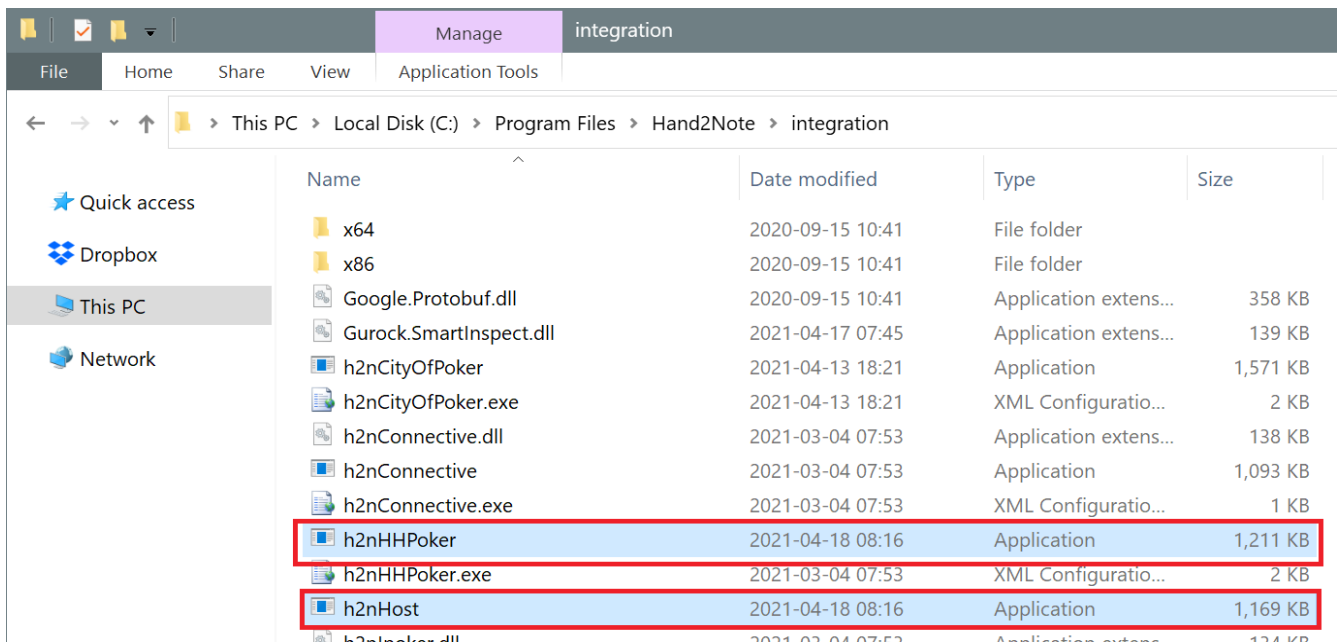 Manage integration
File Home Share View Application Tools
This PC Local Disk (C:) Program Files Hand2Note integration
Name Date modified Type Size
Quick access
Dropbox
This PC
Network
x64 2020-09-15 10:41 File folder
x86 2020-09-15 10:41 File folder
Google.Protobuf.dll 2020-09-15 10:41 Application extens... 358 KB
Gurock.SmartInspect.dll 2021-04-17 07:45 Application extens... 139 KB
h2nCityOfPoker 2021-04-13 18:21 Application 1,571 KB
h2nCityOfPoker.exe 2021-04-13 18:21 XML Configuratio... 2 KB
h2nConnective.dll 2021-03-04 07:53 Application extens... 138 KB
h2nConnective 2021-03-04 07:53 Application 1,093 KB
h2nConnective.exe 2021-03-04 07:53 XML Configuratio... 1 KB
h2nHHPoker 2021-04-18 08:16 Application 1,211 KB
h2nHHPoker.exe 2021-03-04 07:53 XML Configuratio... 2 KB
h2nHost 2021-04-18 08:16 Application 1,169 KB